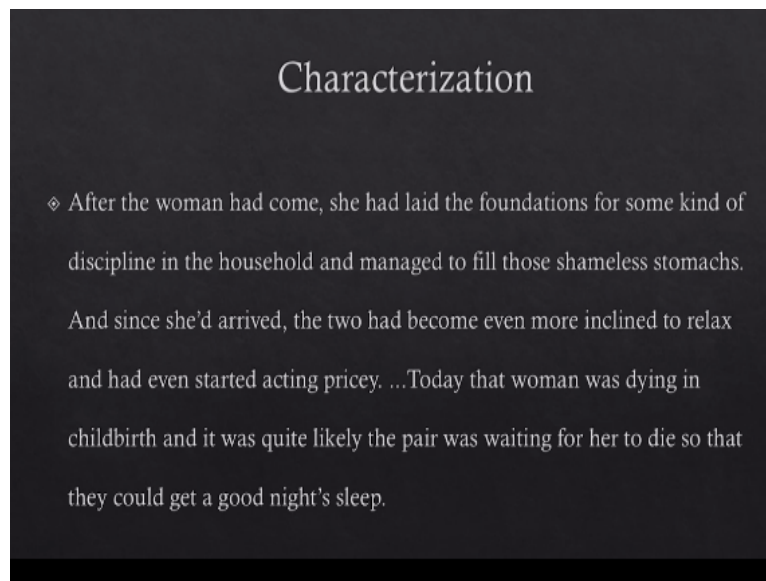 Characterization
After the woman had come, she had laid the foundations for some kind of
discipline in the household and managed to fill those shameless stomachs.
And since she’d arrived, the two had become even more inclined to relax
and had even started acting pricey. …Today that woman was dying in
childbirth and it was quite likely the pair was waiting for her to die so that
they could get a good night’s sleep.